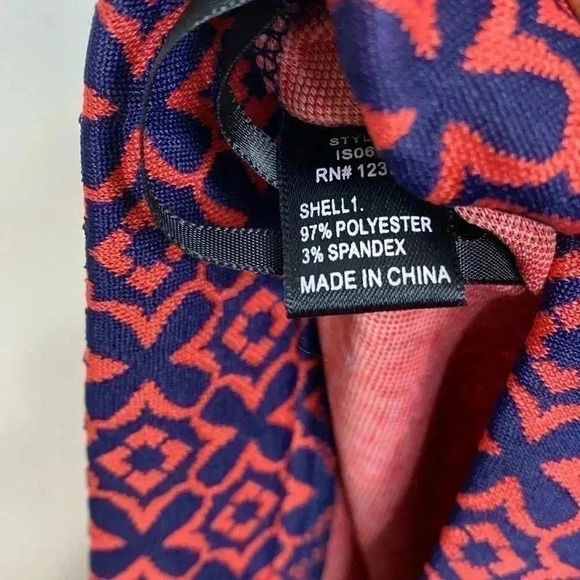 STYL
IS06
RN# 123
SHELL1.
97% POLYESTER
3% SPANDEX
MADE IN CHINA